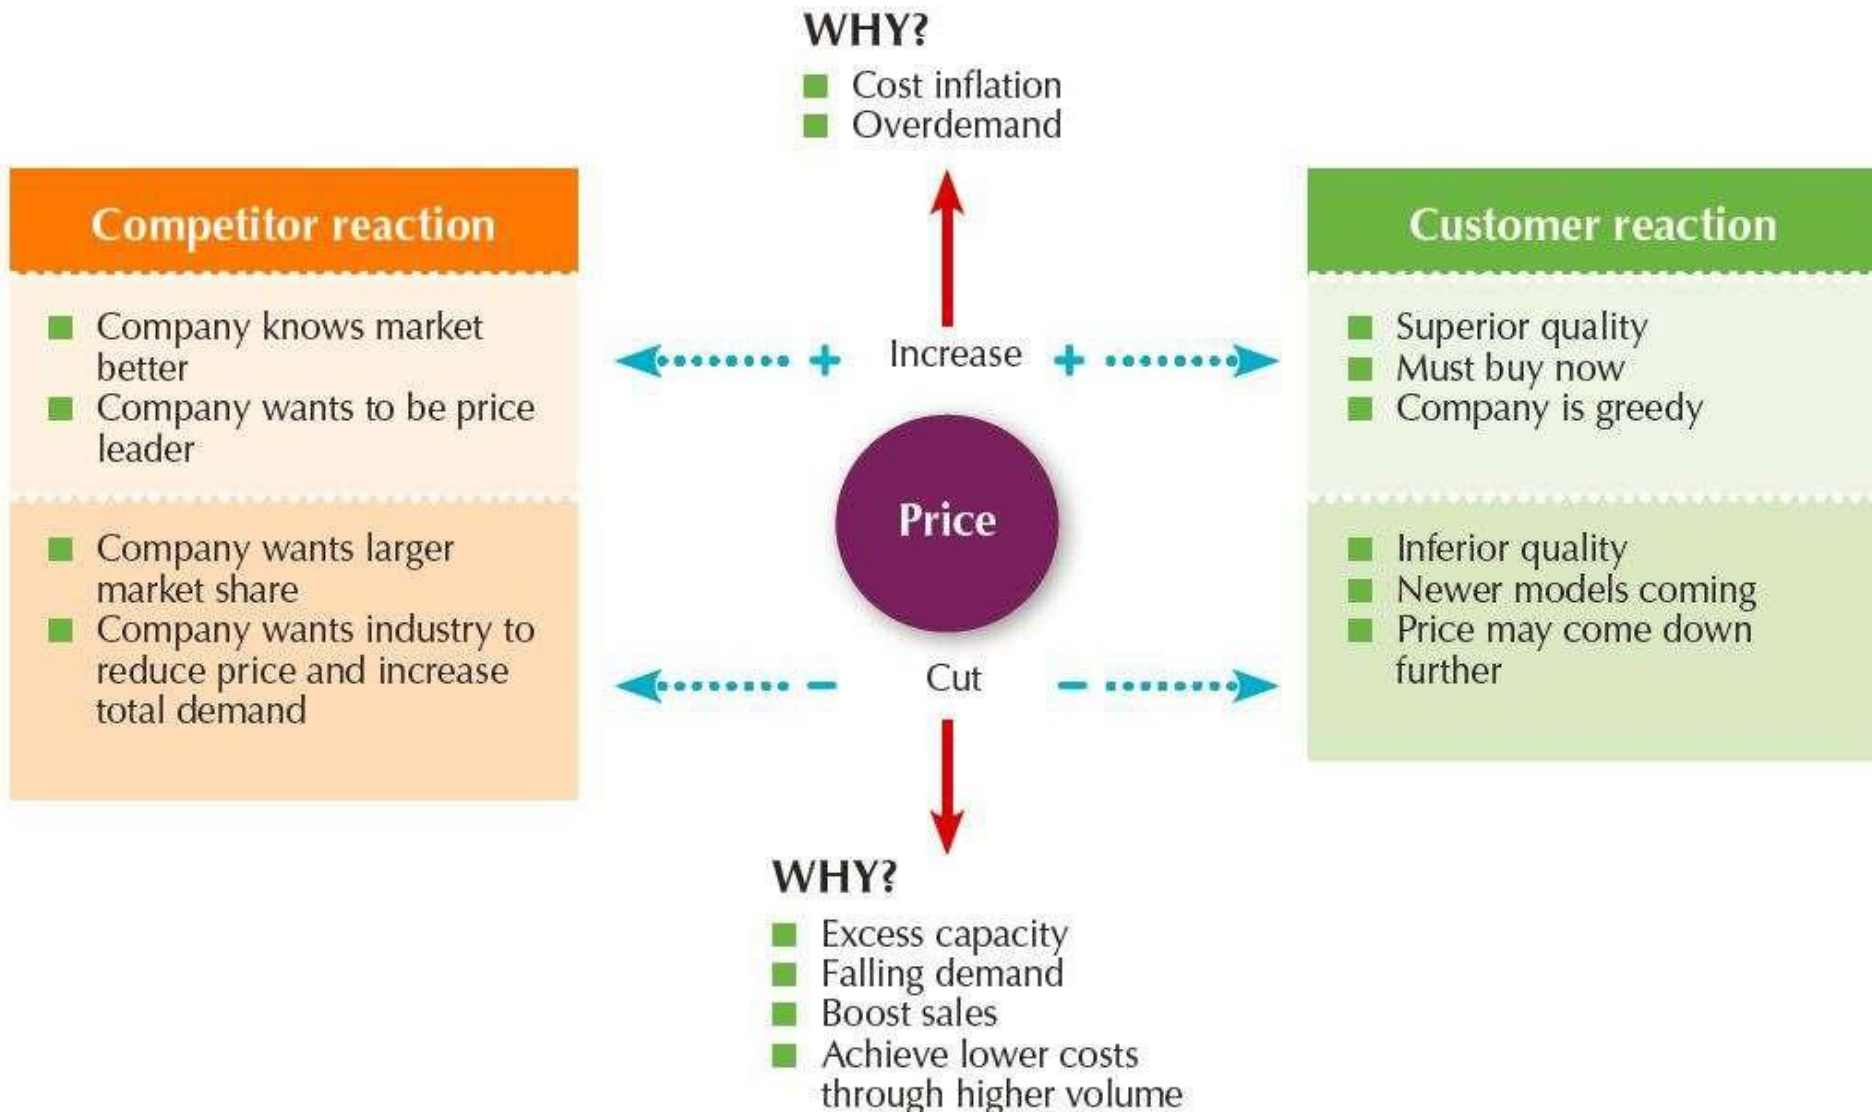 WHY?
Cost inflation
Overdemand
Competitor reaction
Company knows market
better
Company wants to be price
leader
Company wants larger
market share
Company wants industry to
reduce price and increase
total demand
+ Increase +
Price
– Cut –
Customer reaction
Superior quality
Must buy now
Company is greedy
Inferior quality
Newer models coming
Price may come down
further
WHY?
Excess capacity
Falling demand
Boost sales
Achieve lower costs
through higher volume